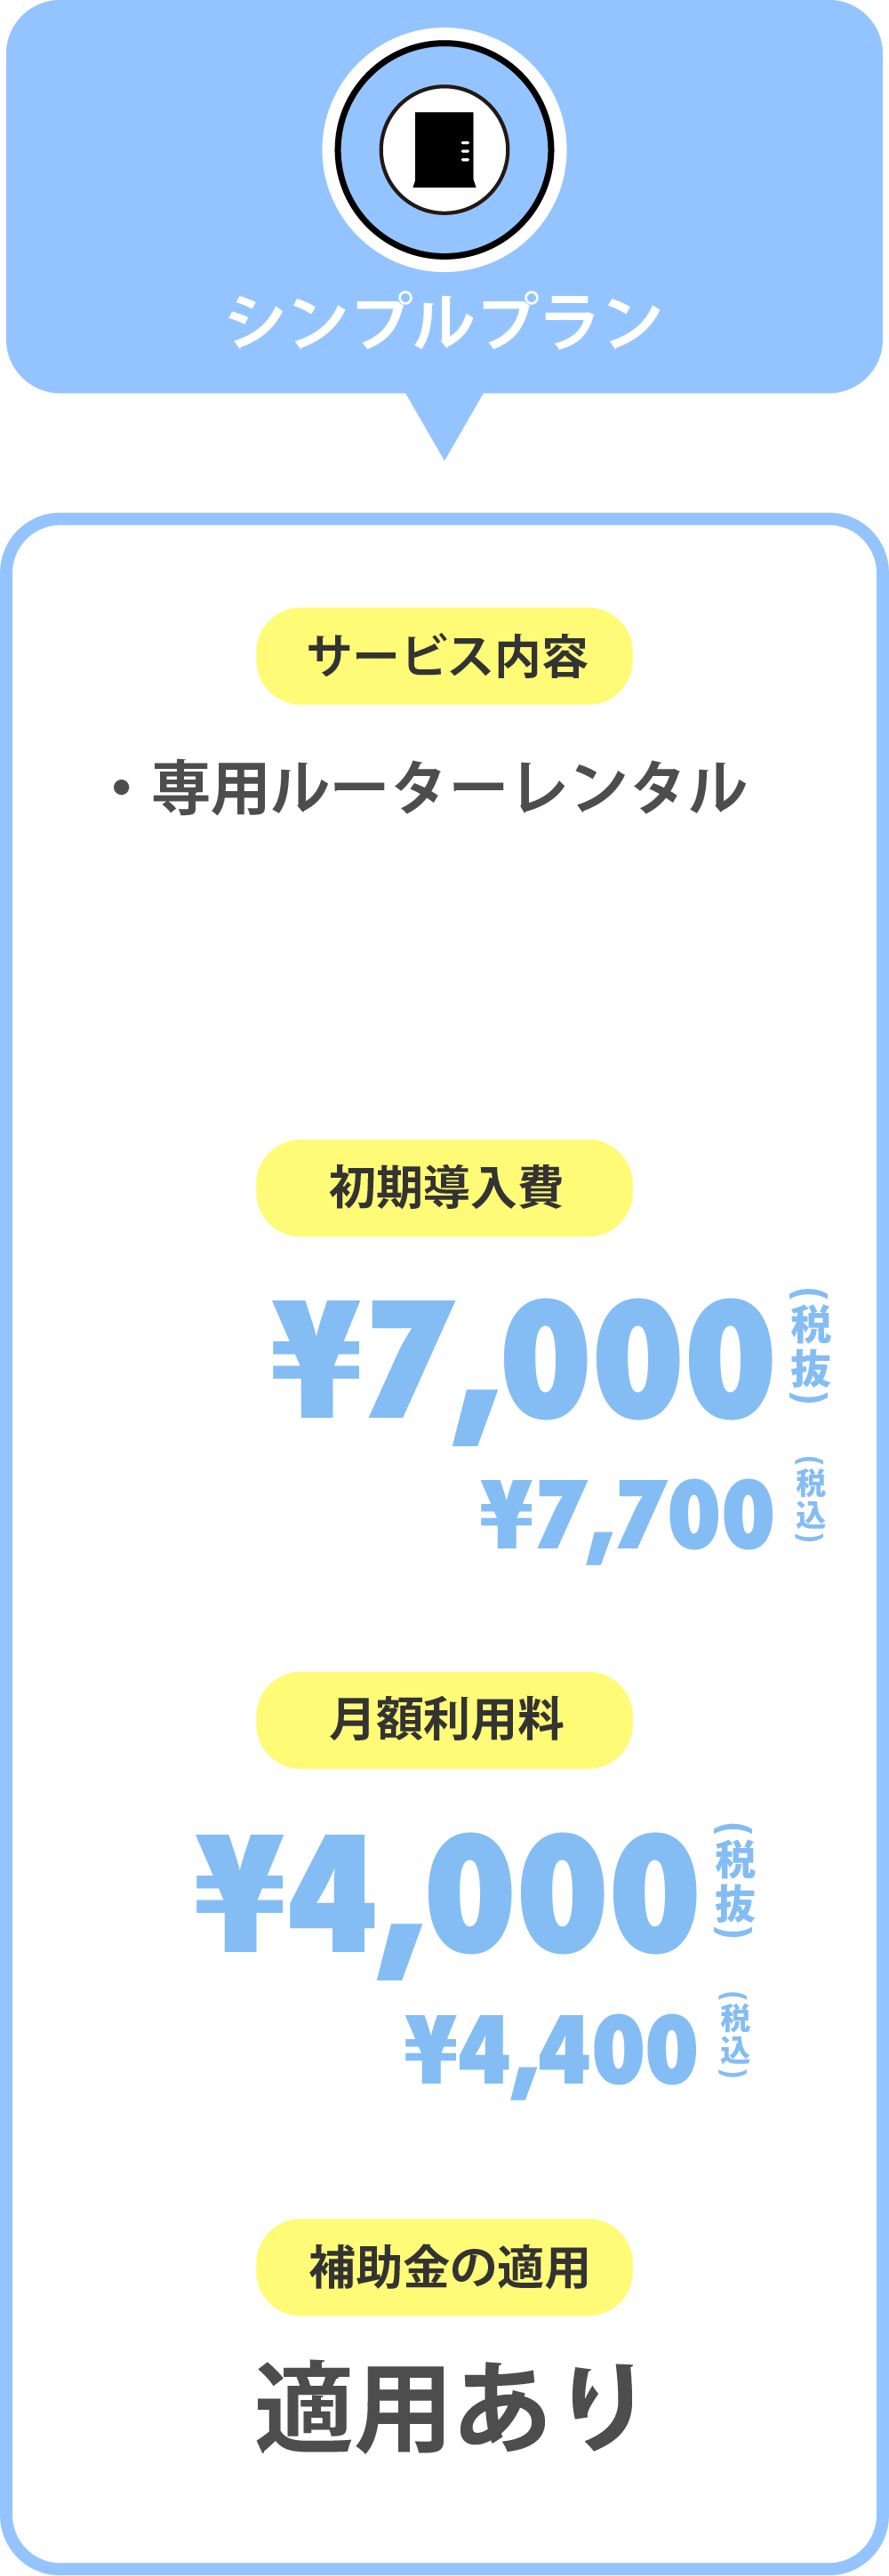 シンプルプラン
サービス内容
・専用ルーターレンタル
初期導入費
¥7,000(税抜)
¥7,700(税込)
月額利用料
¥4,000(税抜)
¥4,400(税込)
補助金の適用
適用あり